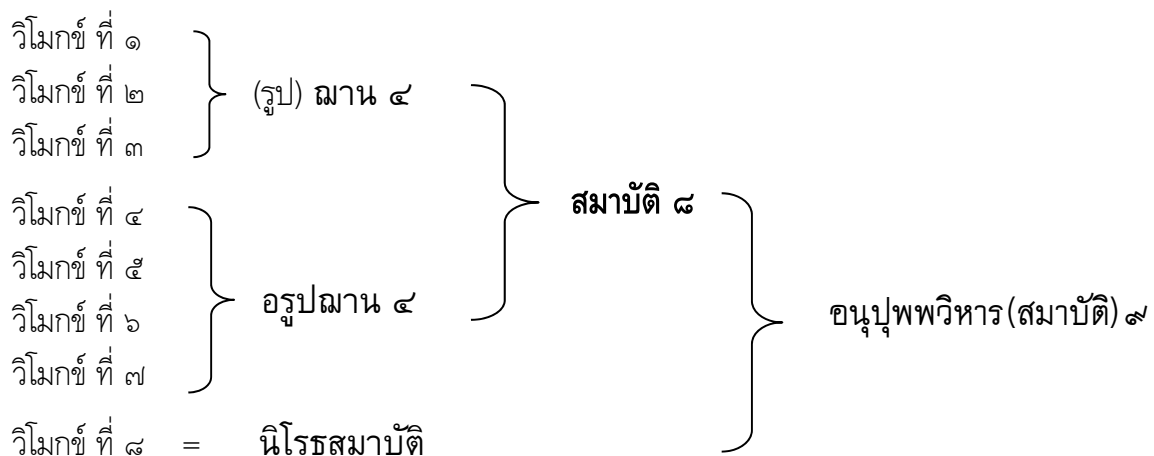 วิโมกข์ ที่ ๑
วิโมกข์ ที่ ๒
(รูป) ฌาน ๔
วิโมกข์ ที่ ๓
วิโมกข์ ที่ ๔
สมาบัติ ๘
วิโมกข์ ที่ ๕
อรูปฌาน ๔
วิโมกข์ ที่ ๖
อนุปุพพวิหาร(สมาบัติ)๙
วิโมกข์ ที่ ๗
วิโมกข์ ที่ ๘ = นิโรธสมาบัติ